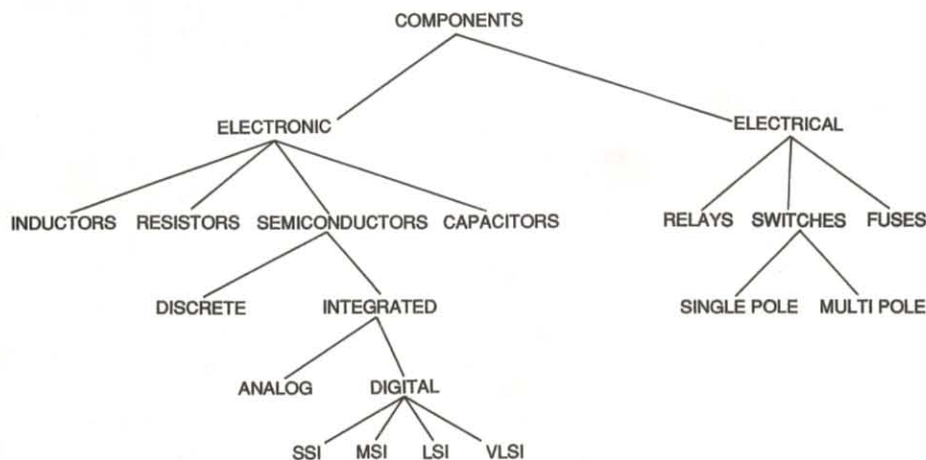 COMPONENTS
ELECTRONIC ELECTRICAL
INDUCTORS RESISTORS SEMICONDUCTORS CAPACITORS RELAYS SWITCHES FUSES
DISCRETE INTEGRATED SINGLE POLE MULTI POLE
ANALOG DIGITAL
SSI MSI LSI VLSI